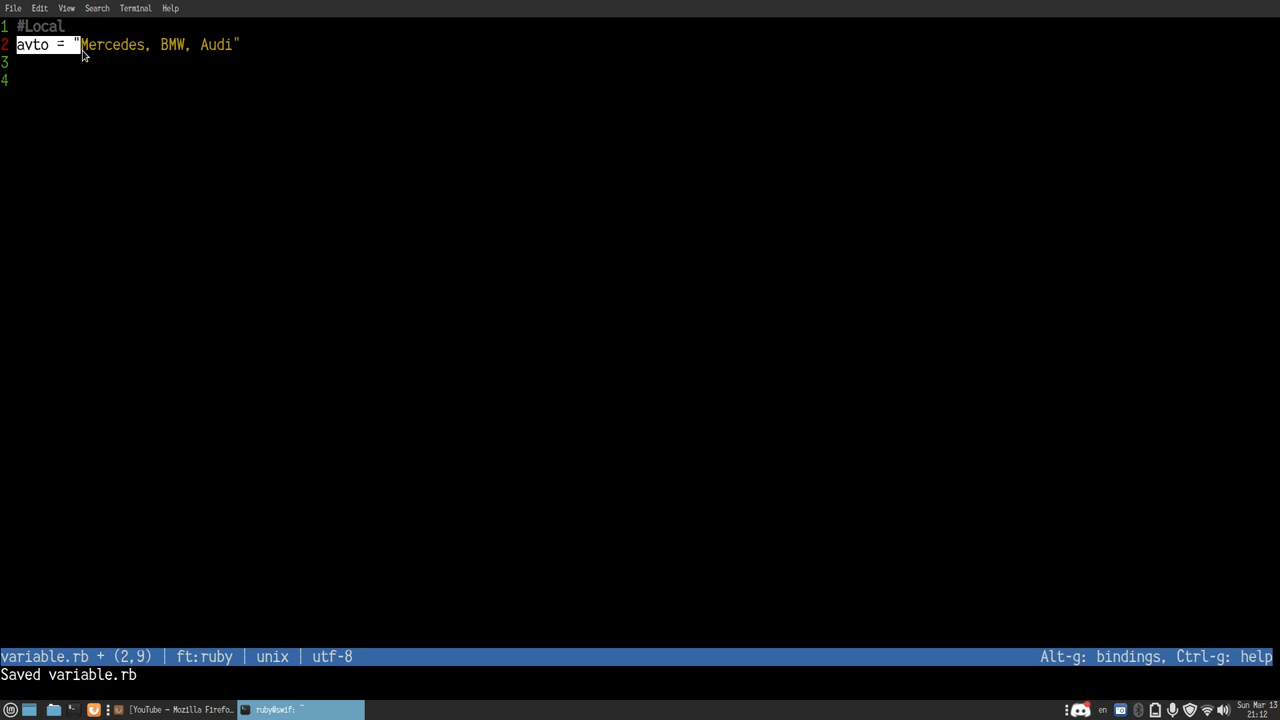 File Edit View Search Terminal Help
1 #Local
2 avto = "Mercedes, BMW, Audi"
3
4
variable.rb + (2,9) | ft:ruby | unix | utf-8 Alt-g: bindings, Ctrl-g: help
Saved variable.rb
[YouTube — Mozilla Firefo... ruby@swif: ~ en Sun Mar 13
21:12